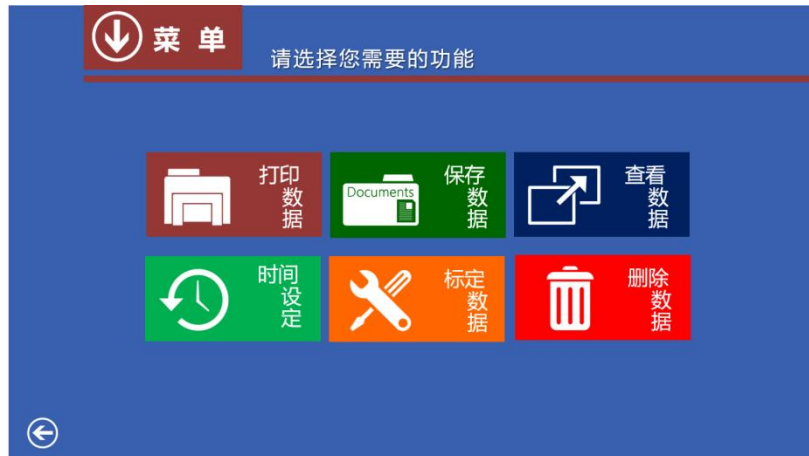 菜 单
请选择您需要的功能
打印
数
据
Documents
保存
数
据
查看
数
据
时间
设
定
标定
数
据
删除
数
据